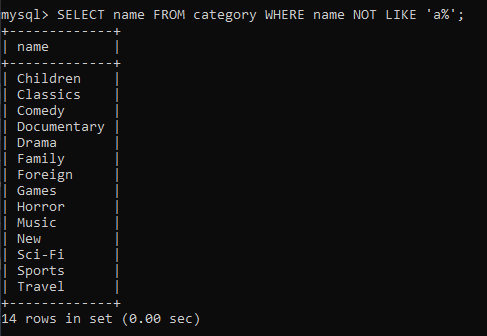 mysql> SELECT name FROM category WHERE name NOT LIKE 'a%';
+-------------+
| name        |
+-------------+
| Children    |
| Classics    |
| Comedy      |
| Documentary |
| Drama       |
| Family      |
| Foreign     |
| Games       |
| Horror      |
| Music       |
| New         |
| Sci-Fi      |
| Sports      |
| Travel      |
+-------------+
14 rows in set (0.00 sec)